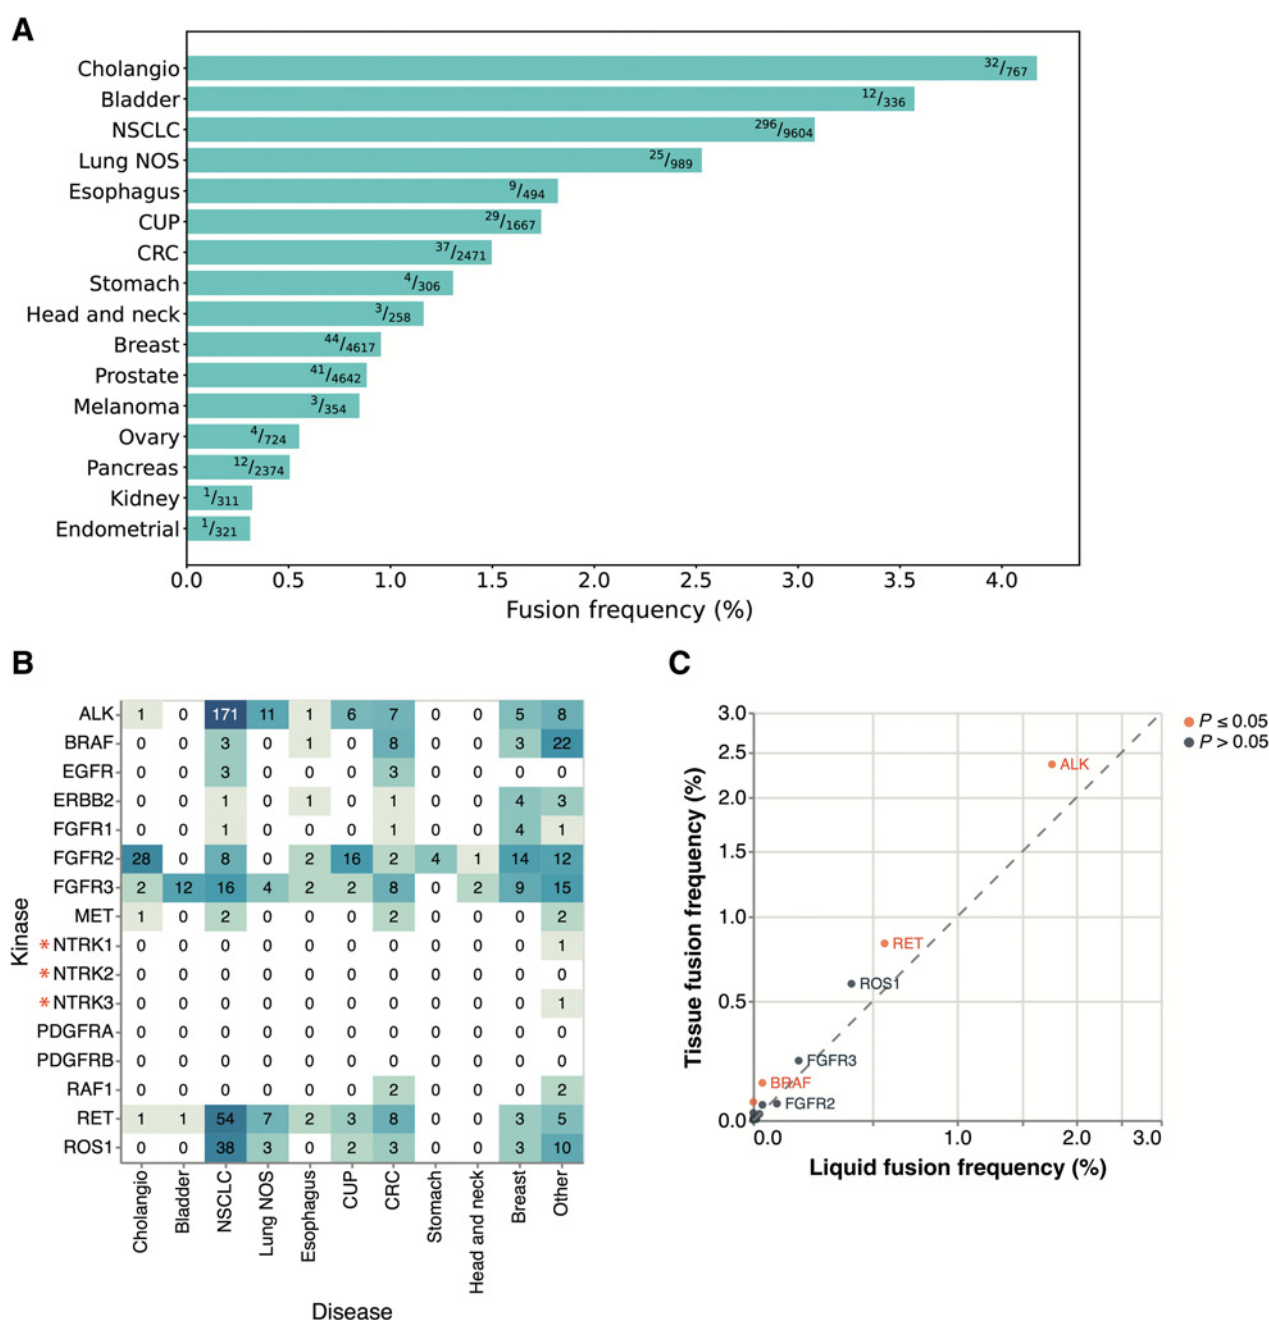 A
Cholangio 32/767
Bladder 12/336
NSCLC 296/9604
Lung NOS 25/989
Esophagus 9/494
CUP 29/1667
CRC 37/2471
Stomach 4/306
Head and neck 3/258
Breast 44/4617
Prostate 41/4642
Melanoma 3/354
Ovary 4/724
Pancreas 12/2374
Kidney 1/311
Endometrial 1/321
0.0 0.5 1.0 1.5 2.0 2.5 3.0 3.5 4.0
Fusion frequency (%)
B
Kinase
ALK 1 0 171 11 1 6 7 0 0 5 8
BRAF 0 0 3 0 1 0 8 0 0 3 22
EGFR 0 0 3 0 0 0 3 0 0 0 0
ERBB2 0 0 1 0 1 0 1 0 0 4 3
FGFR1 0 0 1 0 0 0 1 0 0 4 1
FGFR2 28 0 8 0 2 16 2 4 1 14 12
FGFR3 2 12 16 4 2 2 8 0 2 9 15
MET 1 0 2 0 0 0 2 0 0 0 2
*NTRK1 0 0 0 0 0 0 0 0 0 0 1
*NTRK2 0 0 0 0 0 0 0 0 0 0 0
*NTRK3 0 0 0 0 0 0 0 0 0 0 1
PDGFRA 0 0 0 0 0 0 0 0 0 0 0
PDGFRB 0 0 0 0 0 0 0 0 0 0 0
RAF1 0 0 0 0 0 0 2 0 0 0 2
RET 1 1 54 7 2 3 8 0 0 3 5
ROS1 0 0 38 3 0 2 3 0 0 3 10
Cholangio Bladder NSCLC Lung NOS Esophagus CUP CRC Stomach Head and neck Breast Other
Disease
C
P ≤ 0.05
P > 0.05
Tissue fusion frequency (%)
3.0
2.5
2.0
1.5
1.0
0.5
0.0
ALK
RET
ROS1
FGFR3
BRAF
FGFR2
0.0 1.0 2.0 3.0
Liquid fusion frequency (%)